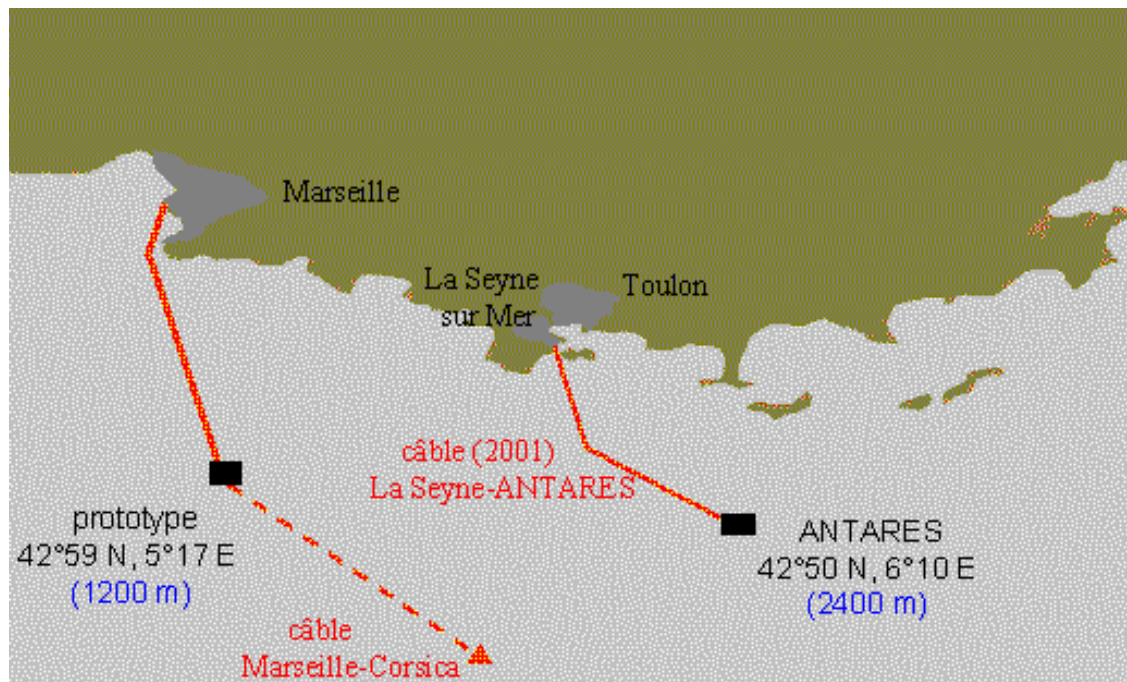 Marseille
La Seyne
sur Mer
Toulon
câble (2001)
La Seyne-ANTARES
prototype
42°59 N, 5°17 E
(1200 m)
ANTARES
42°50 N, 6°10 E
(2400 m)
câble
Marseille-Corsica